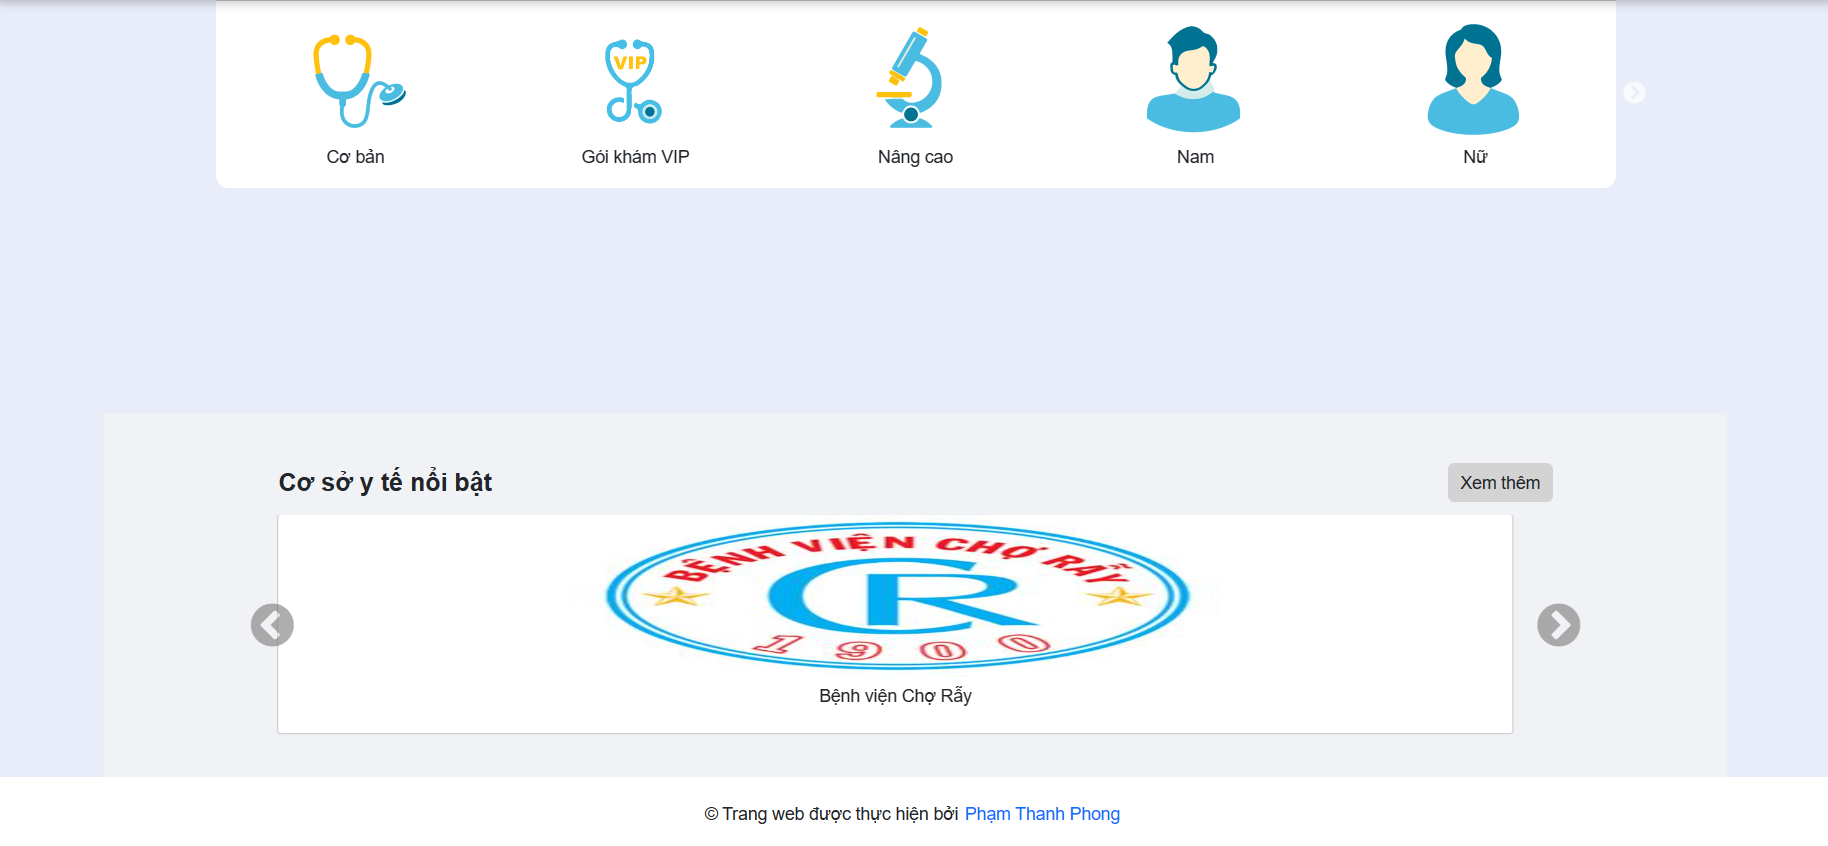 VIP
Cơ bản
Gói khám VIP
Nâng cao
Nam
Nữ
Cơ sở y tế nổi bật
Xem thêm
BỆNH VIỆN CHỢ RẪY
CR
1900
Bệnh viện Chợ Rẫy
© Trang web được thực hiện bởi Phạm Thanh Phong